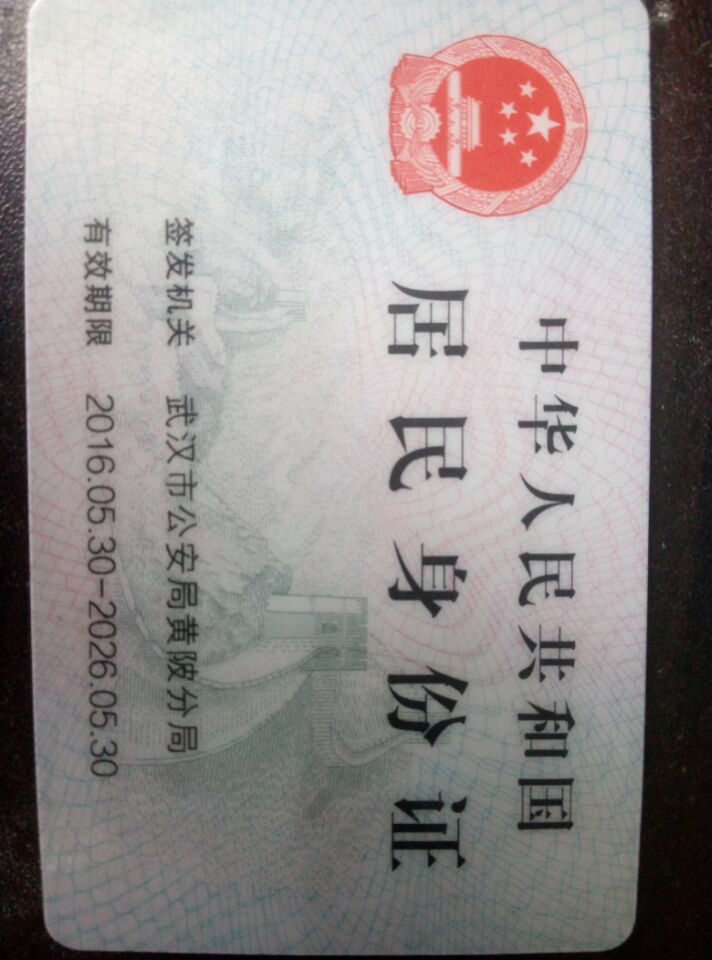 中华人民共和国
居民身份证
签发机关 武汉市公安局黄陂分局
有效期限 2016.05.30-2026.05.30